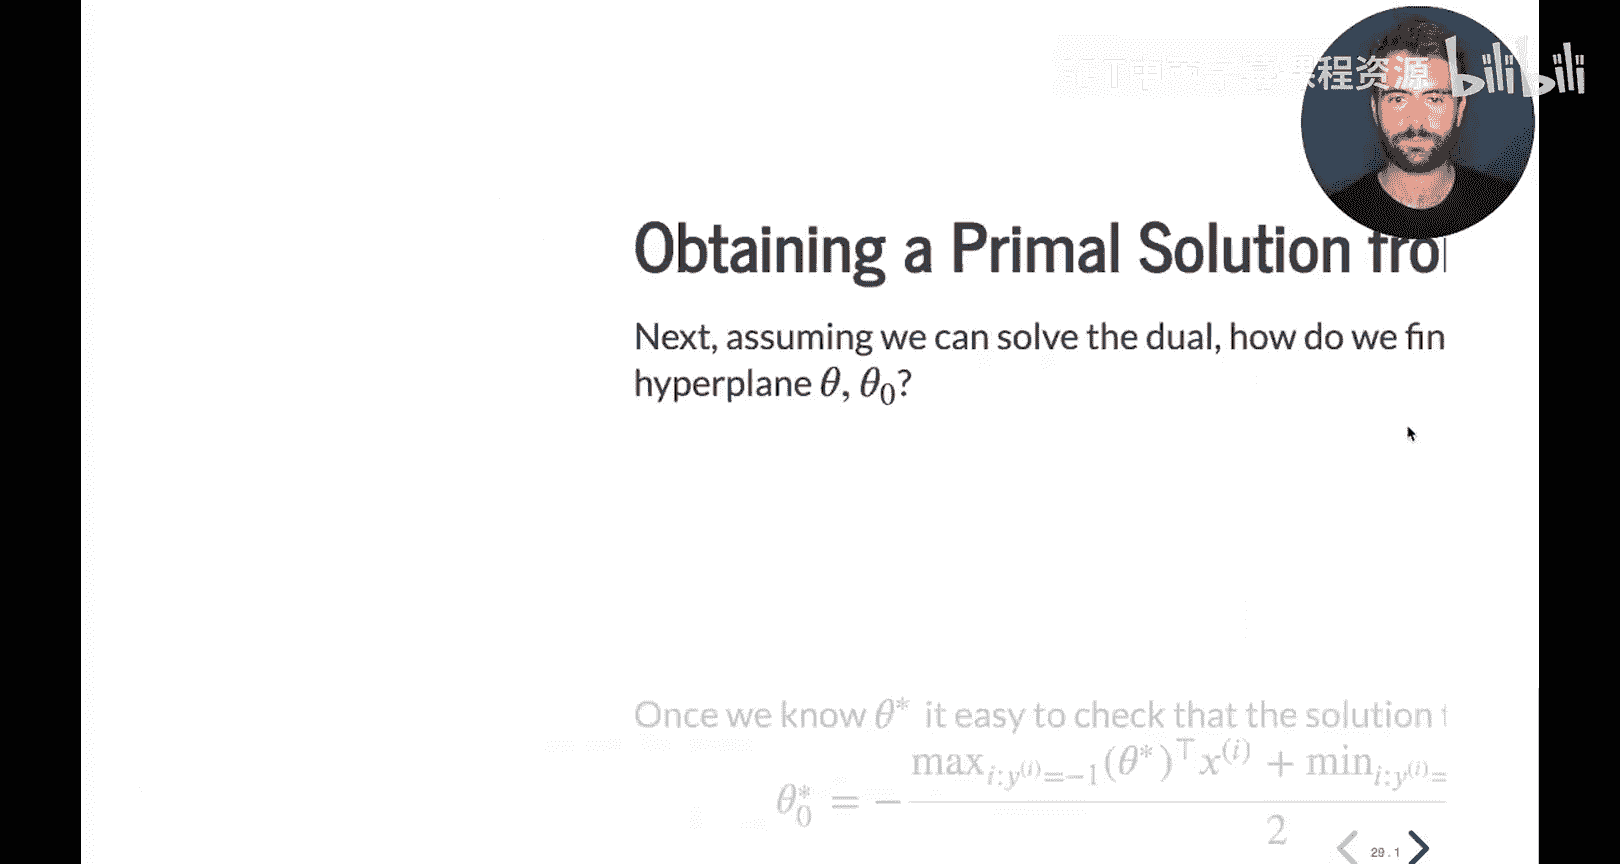 课程资源 bilibili
Obtaining a Primal Solution fro
Next, assuming we can solve the dual, how do we fin
hyperplane θ, θ₀?
Once we know θ* it easy to check that the solution
θ₀* = − (max_{i:y^{(i)}=−1}(θ*)^⊤ x^{(i)} + min_{i:y^{(i)}=) / 2
29.1